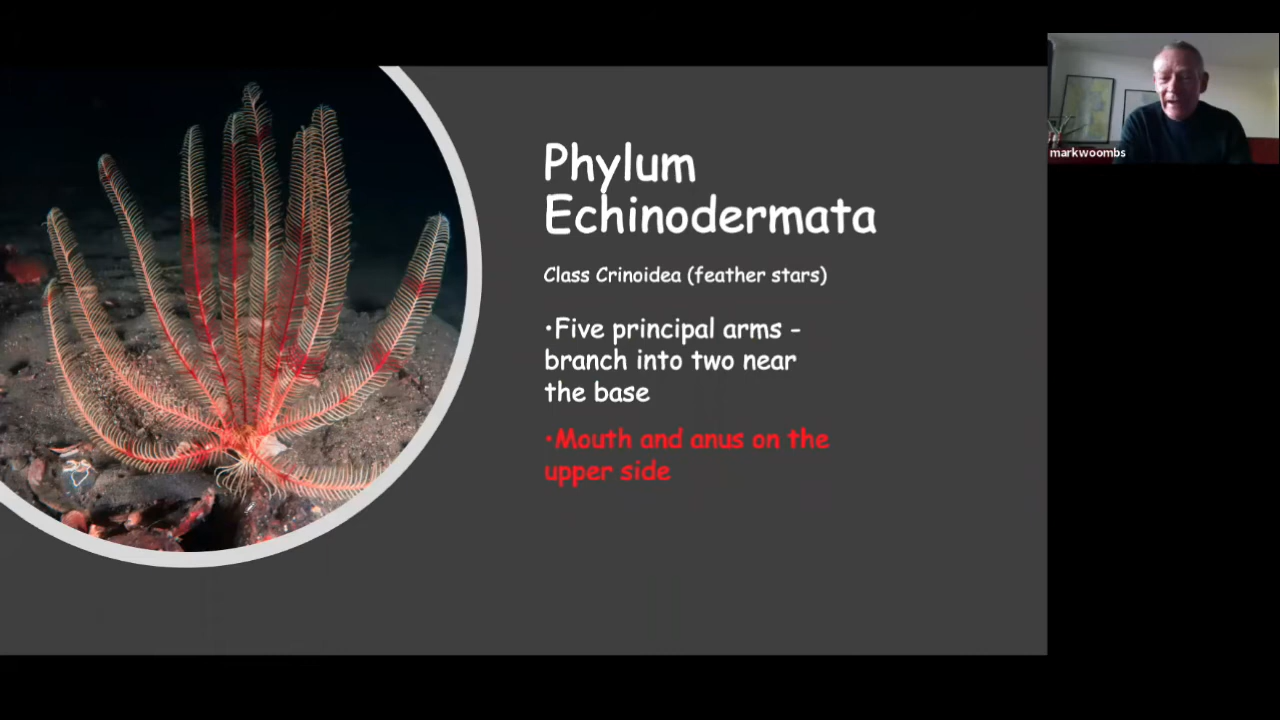 Phylum
Echinodermata
Class Crinoidea (feather stars)
•Five principal arms -
branch into two near
the base
•Mouth and anus on the
upper side
markwoombs